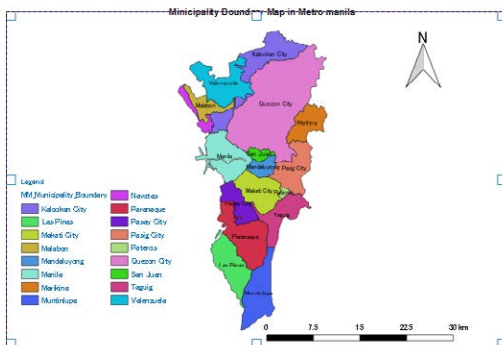 Minicipality Boundary Map in Metro manila
N
Kalookan City
Valenzuela
Quezon City
Malabon
Marikina
Manila
San Juan
Mandaluyong
Pasig City
Makati City
Pateros
Pasay City
Taguig
Paranaque
Las Pinas
Muntinlupa
Legend
MM_Municipality_Boundary
Kalookan City
Las Pinas
Makati City
Malabon
Mandaluyong
Manila
Marikina
Muntinlupa
Navotas
Paranaque
Pasay City
Pasig City
Pateros
Quezon City
San Juan
Taguig
Valenzuela
0 7.5 15 22.5 30 km